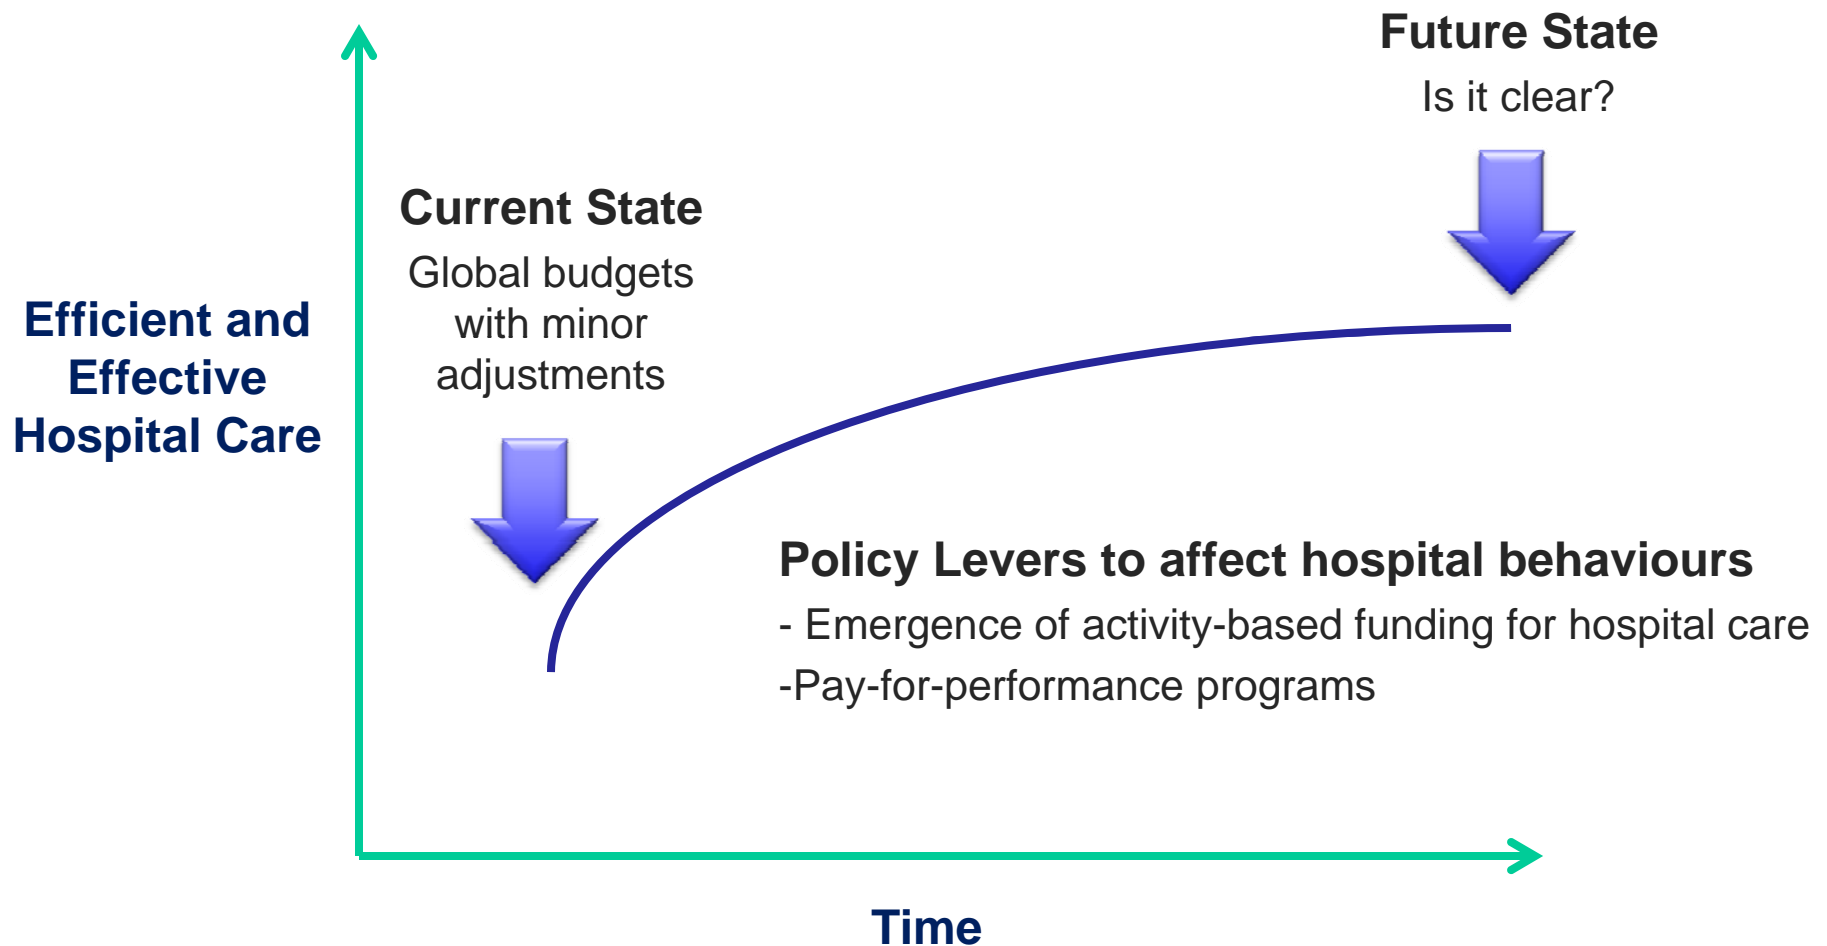 Future State
Is it clear?
Current State
Global budgets
with minor
adjustments
Efficient and
Effective
Hospital Care
Policy Levers to affect hospital behaviours
- Emergence of activity-based funding for hospital care
-Pay-for-performance programs
Time